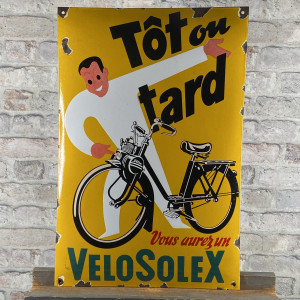 Tôt ou
tard
Vous aurez un
VELOSOLEX